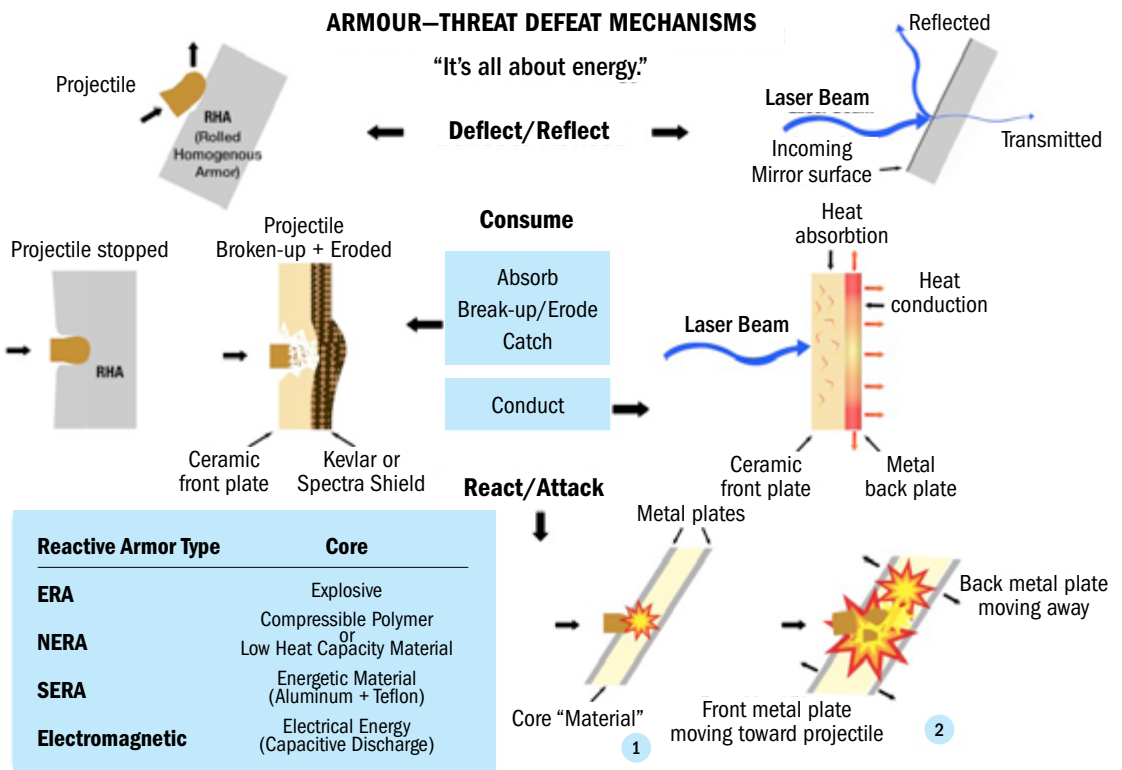 ARMOUR—THREAT DEFEAT MECHANISMS
“It’s all about energy.”
Projectile
RHA
(Rolled
Homogenous
Armor)
Deflect/Reflect
Reflected
Laser Beam
Incoming
Mirror surface
Transmitted
Consume
Projectile stopped
RHA
Projectile
Broken-up + Eroded
Ceramic
front plate
Kevlar or
Spectra Shield
Absorb
Break-up/Erode
Catch
Conduct
Heat
absorbtion
Heat
conduction
Laser Beam
Ceramic
front plate
Metal
back plate
React/Attack
Reactive Armor Type Core
ERA Explosive
NERA Compressible Polymer
or
Low Heat Capacity Material
SERA Energetic Material
(Aluminum + Teflon)
Electromagnetic Electrical Energy
(Capacitive Discharge)
Metal plates
Core “Material”
1
Back metal plate
moving away
Front metal plate
moving toward projectile
2